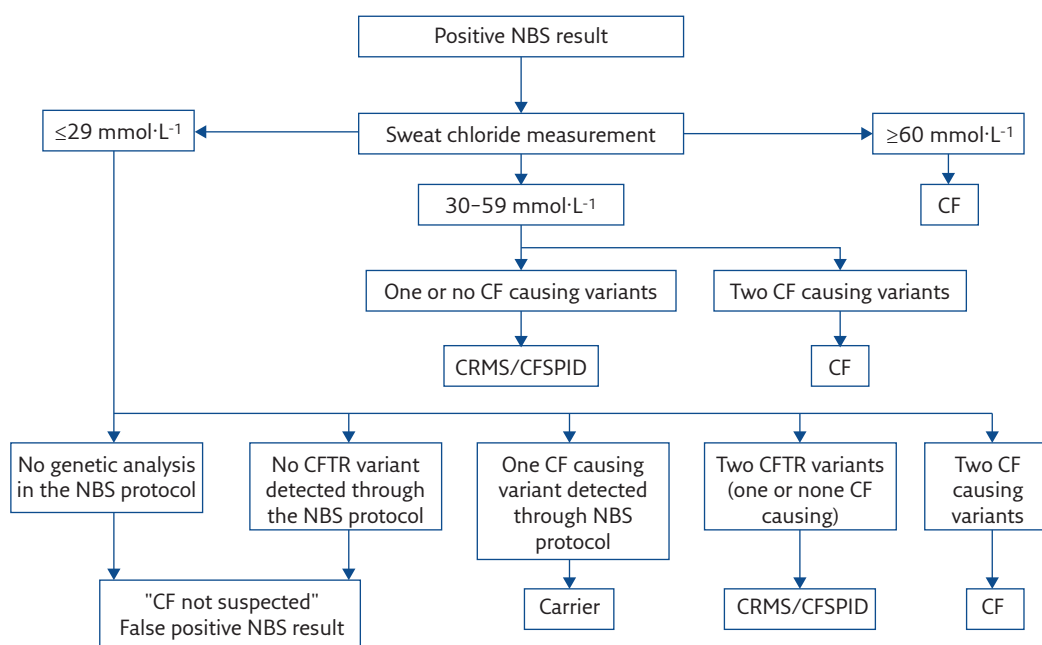 Positive NBS result
≤29 mmol·L⁻¹
Sweat chloride measurement
≥60 mmol·L⁻¹
30–59 mmol·L⁻¹
CF
One or no CF causing variants
Two CF causing variants
CRMS/CFSPID
CF
No genetic analysis
in the NBS protocol
No CFTR variant
detected through
the NBS protocol
One CF causing
variant detected
through NBS
protocol
Two CFTR variants
(one or none CF
causing)
Two CF
causing
variants
"CF not suspected"
False positive NBS result
Carrier
CRMS/CFSPID
CF